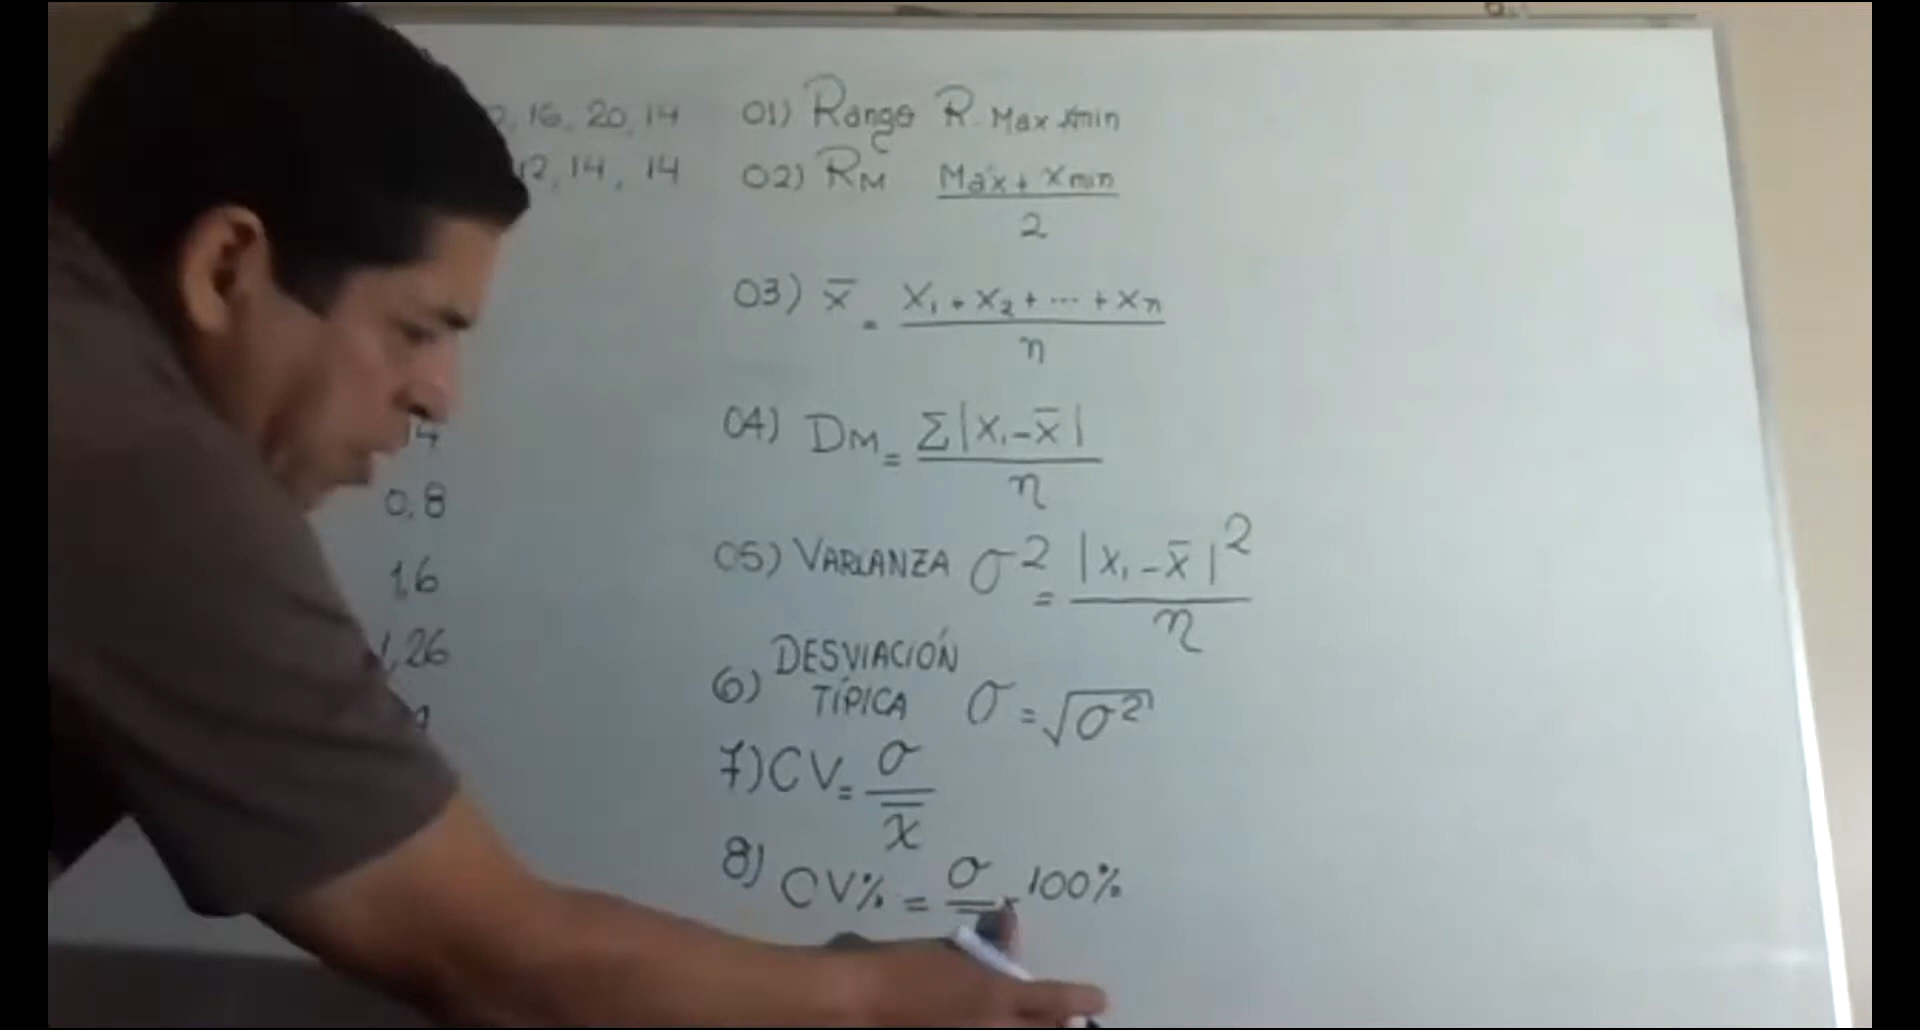 , 16, 20, 14
12, 14, 14
4
0,8
1,6
1,26
01) Rango R - Max - xmin
02) RM Max + xmin
2
03) x̄ = x₁ + x₂ + ... + xₙ
n
04) DM = Σ|x₁ - x̄|
n
05) VARIANZA σ² = |x₁ - x̄|²
n
6) DESVIACIÓN
TÍPICA σ = √σ²
7) CV = σ
x̄
8) CV% = σ × 100%